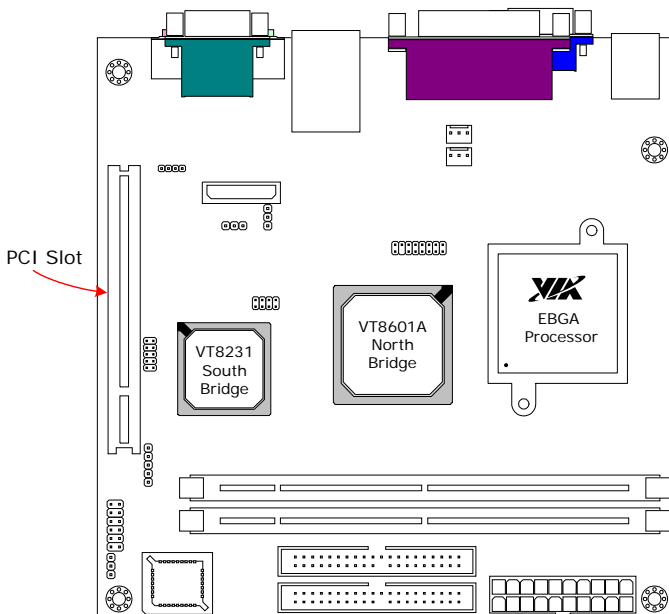 PCI Slot
VT8231
South
Bridge
VT8601A
North
Bridge
VIA
EBGA
Processor